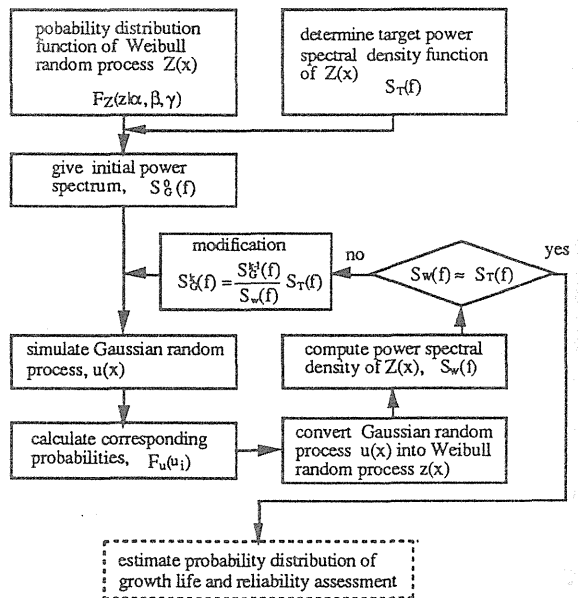 pobability distribution
function of Weibull
random process Z(x)
F_Z(z|α, β, γ)
determine target power
spectral density function
of Z(x)
S_T(f)
give initial power
spectrum, S_G^0(f)
modification
S_G^k(f) = S_G^{k-1}(f) / S_w(f) S_T(f)
no
S_W(f) ≈ S_T(f)
yes
simulate Gaussian random
process, u(x)
compute power spectral
density of Z(x), S_w(f)
calculate corresponding
probabilities, F_u(u_i)
convert Gaussian random
process u(x) into Weibull
random process z(x)
estimate probability distribution of
growth life and reliability assessment